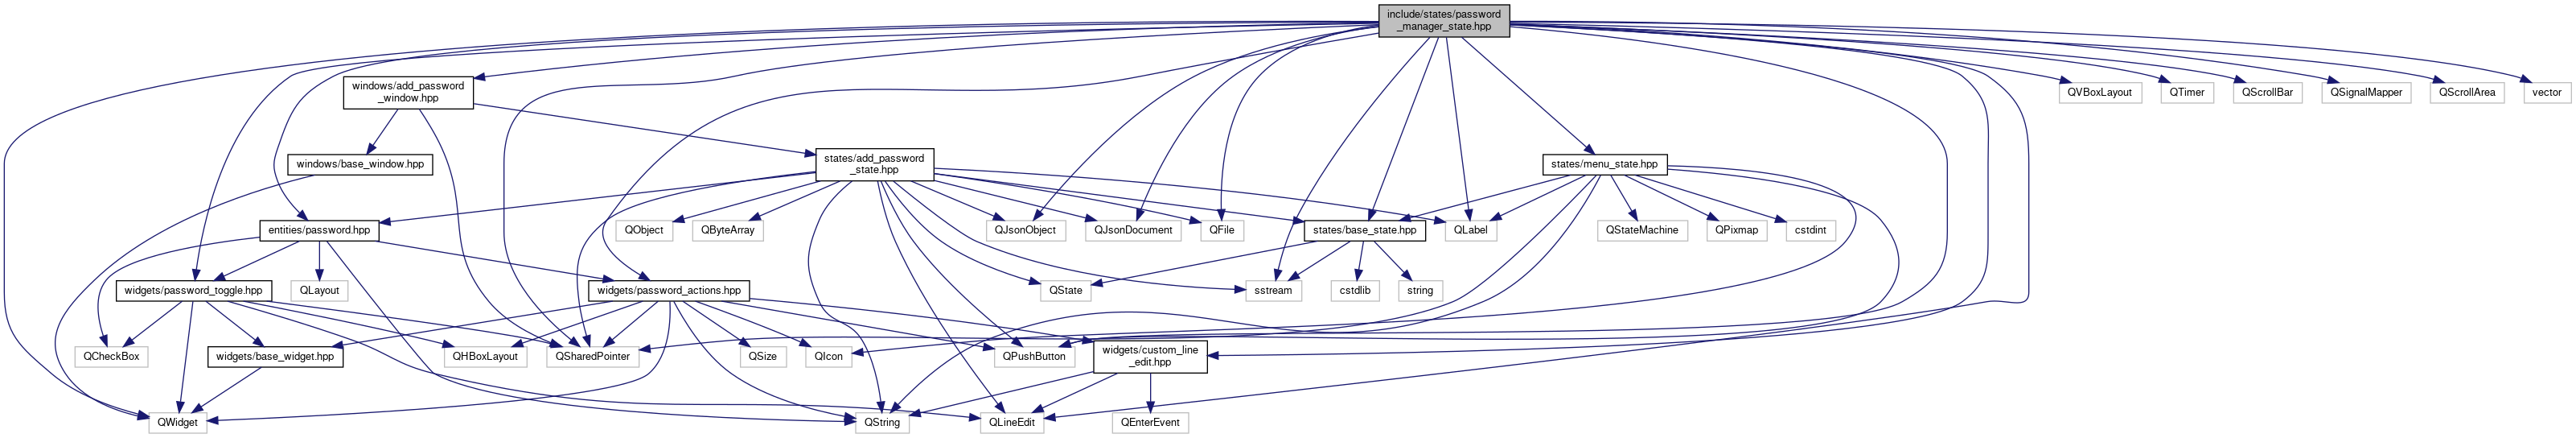 include/states/password
_manager_state.hpp
windows/add_password
_window.hpp
QVBoxLayout
QTimer
QScrollBar
QSignalMapper
QScrollArea
vector
windows/base_window.hpp
states/add_password
_state.hpp
states/menu_state.hpp
entities/password.hpp
QObject
QByteArray
QJsonObject
QJsonDocument
QFile
states/base_state.hpp
QLabel
QStateMachine
QPixmap
cstdint
widgets/password_toggle.hpp
QLayout
widgets/password_actions.hpp
QState
sstream
cstdlib
string
QCheckBox
widgets/base_widget.hpp
QHBoxLayout
QSharedPointer
QSize
QIcon
QPushButton
widgets/custom_line
_edit.hpp
QWidget
QString
QLineEdit
QEnterEvent